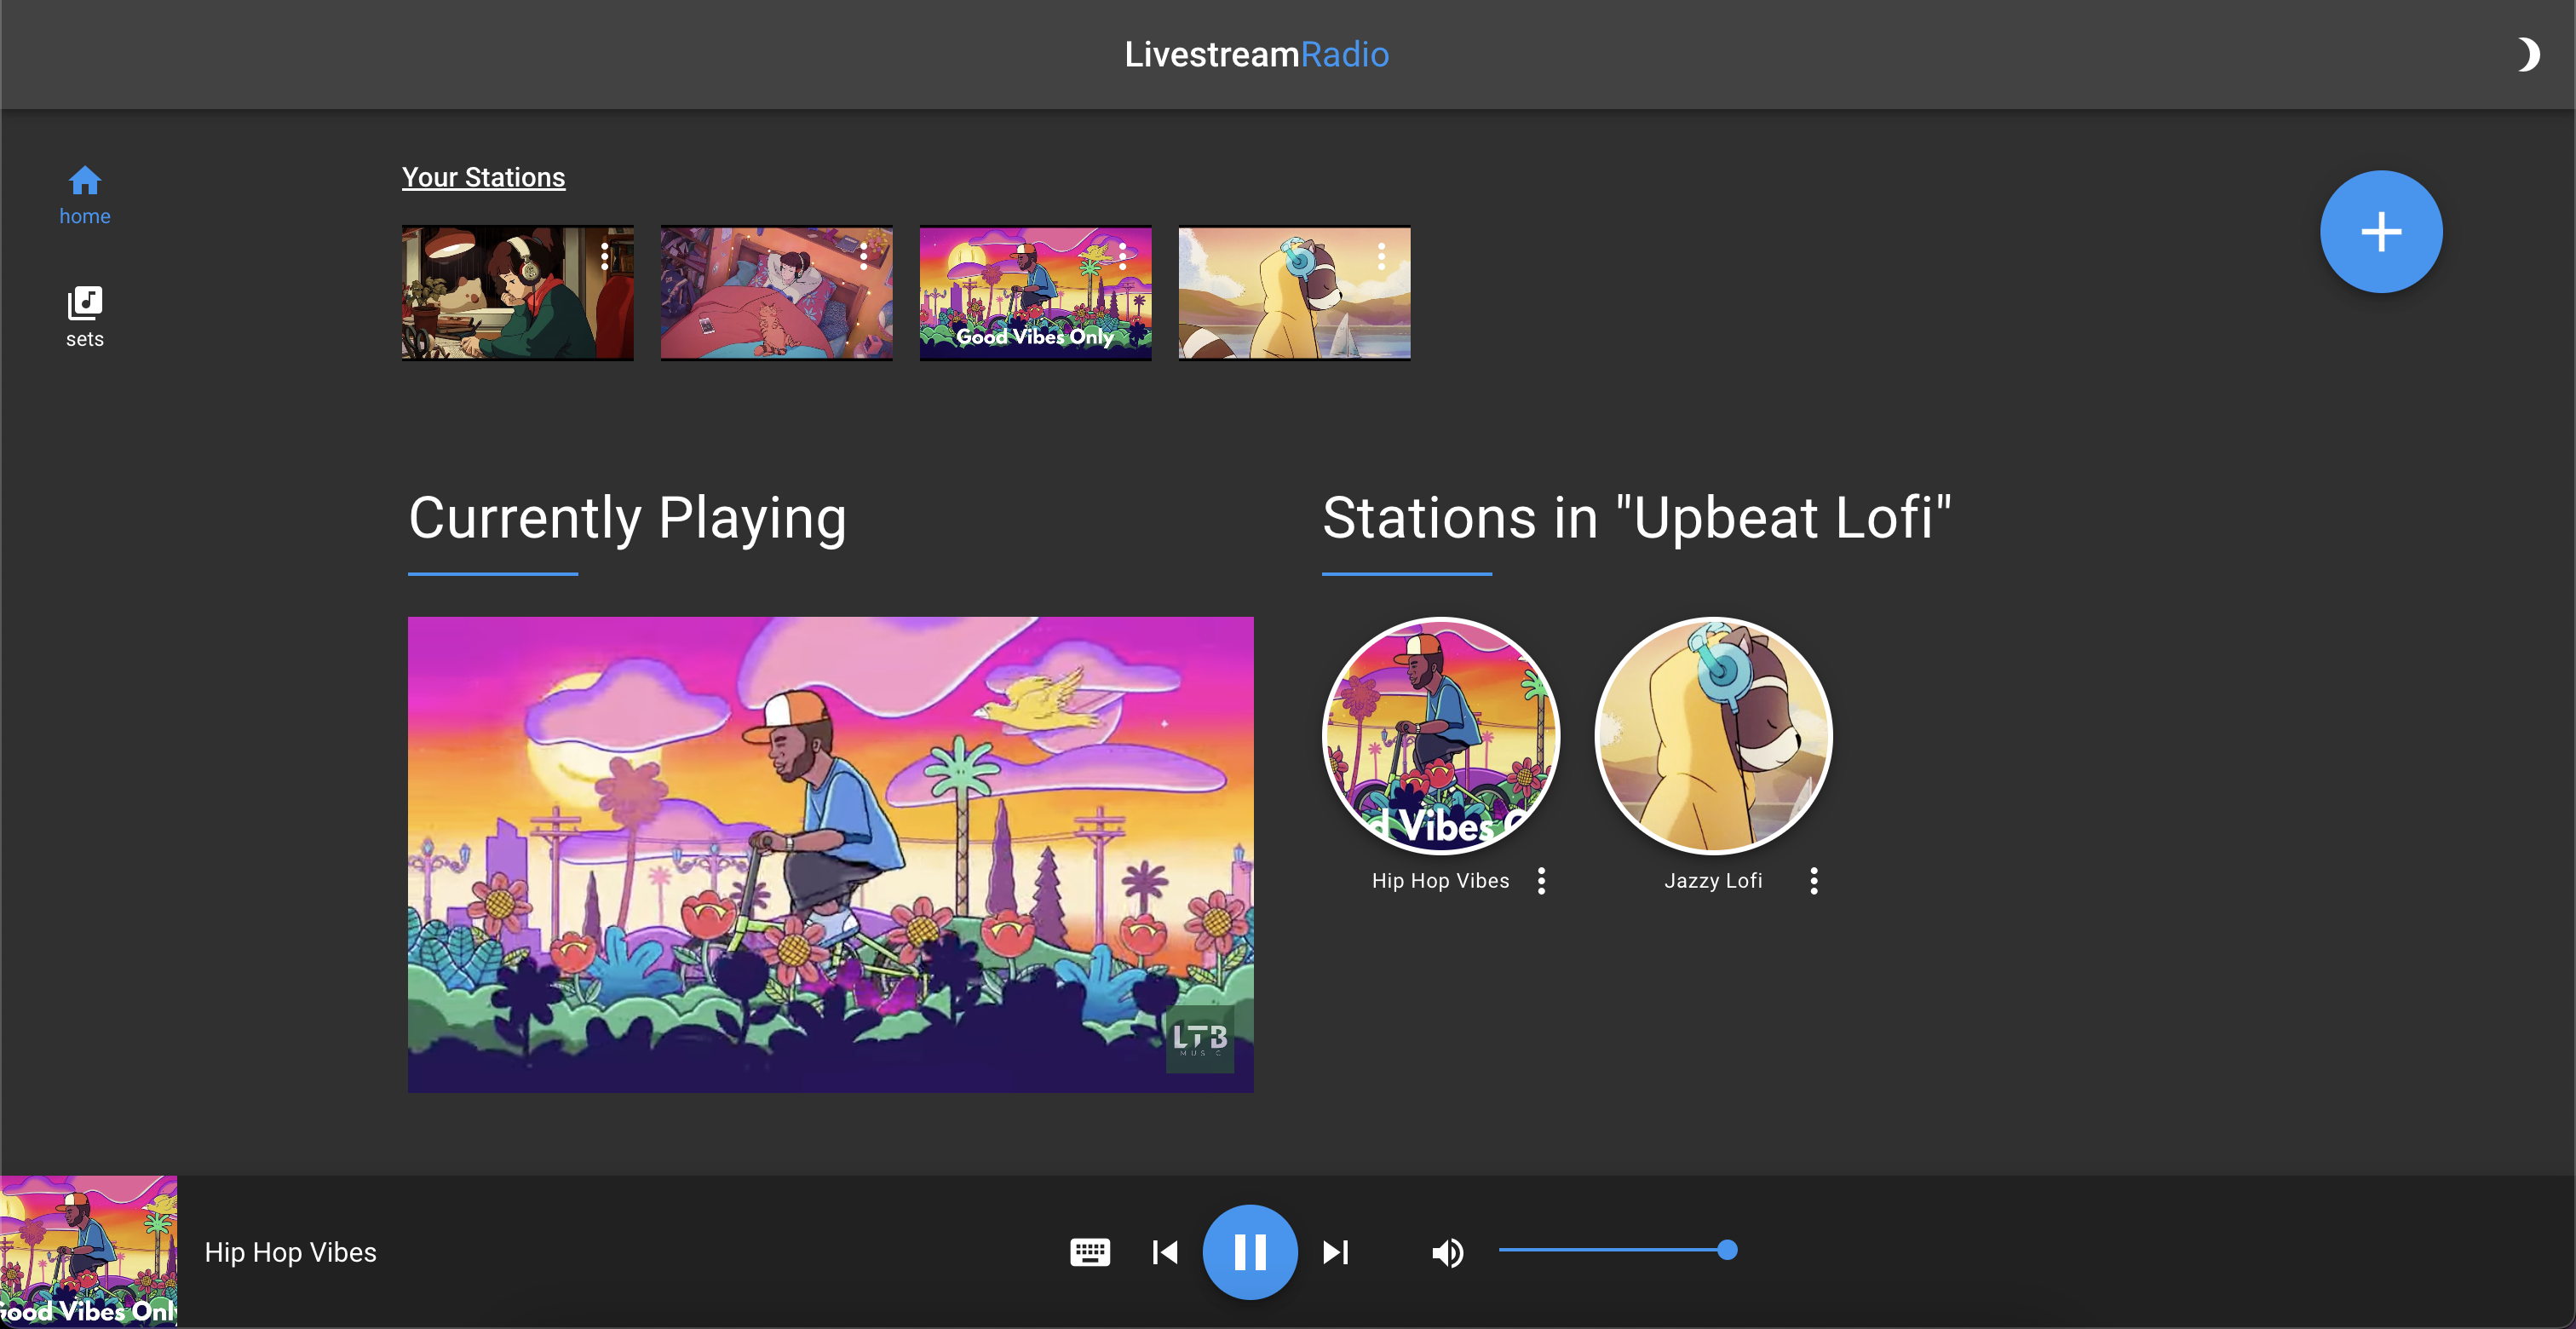 LivestreamRadio
home
sets
Your Stations
Good Vibes Only
Currently Playing
Stations in "Upbeat Lofi"
LTB
MUSIC
d Vibes O
Hip Hop Vibes
Jazzy Lofi
Good Vibes Onl
Hip Hop Vibes